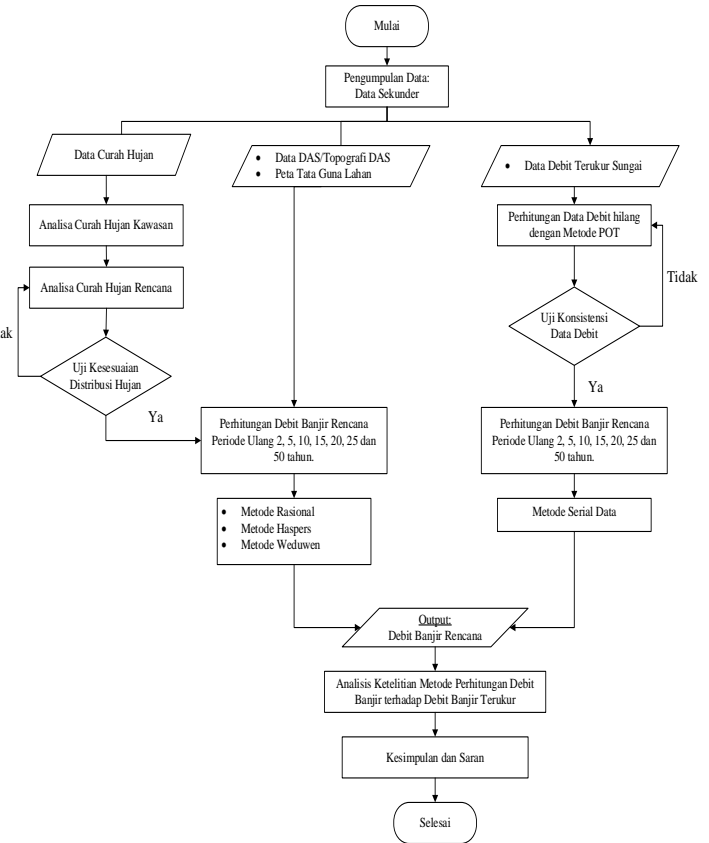 Mulai
Pengumpulan Data:
Data Sekunder
Data Curah Hujan
• Data DAS/Topografi DAS
• Peta Tata Guna Lahan
• Data Debit Terukur Sungai
Analisa Curah Hujan Kawasan
Perhitungan Data Debit hilang
dengan Metode POT
Analisa Curah Hujan Rencana
Tidak
Uji Konsistensi
Data Debit
ak
Uji Kesesuaian
Distribusi Hujan
Ya
Ya
Perhitungan Debit Banjir Rencana
Periode Ulang 2, 5, 10, 15, 20, 25 dan
50 tahun.
Perhitungan Debit Banjir Rencana
Periode Ulang 2, 5, 10, 15, 20, 25 dan
50 tahun.
• Metode Rasional
• Metode Haspers
• Metode Weduwen
Metode Serial Data
Output:
Debit Banjir Rencana
Analisis Ketelitian Metode Perhitungan Debit
Banjir terhadap Debit Banjir Terukur
Kesimpulan dan Saran
Selesai